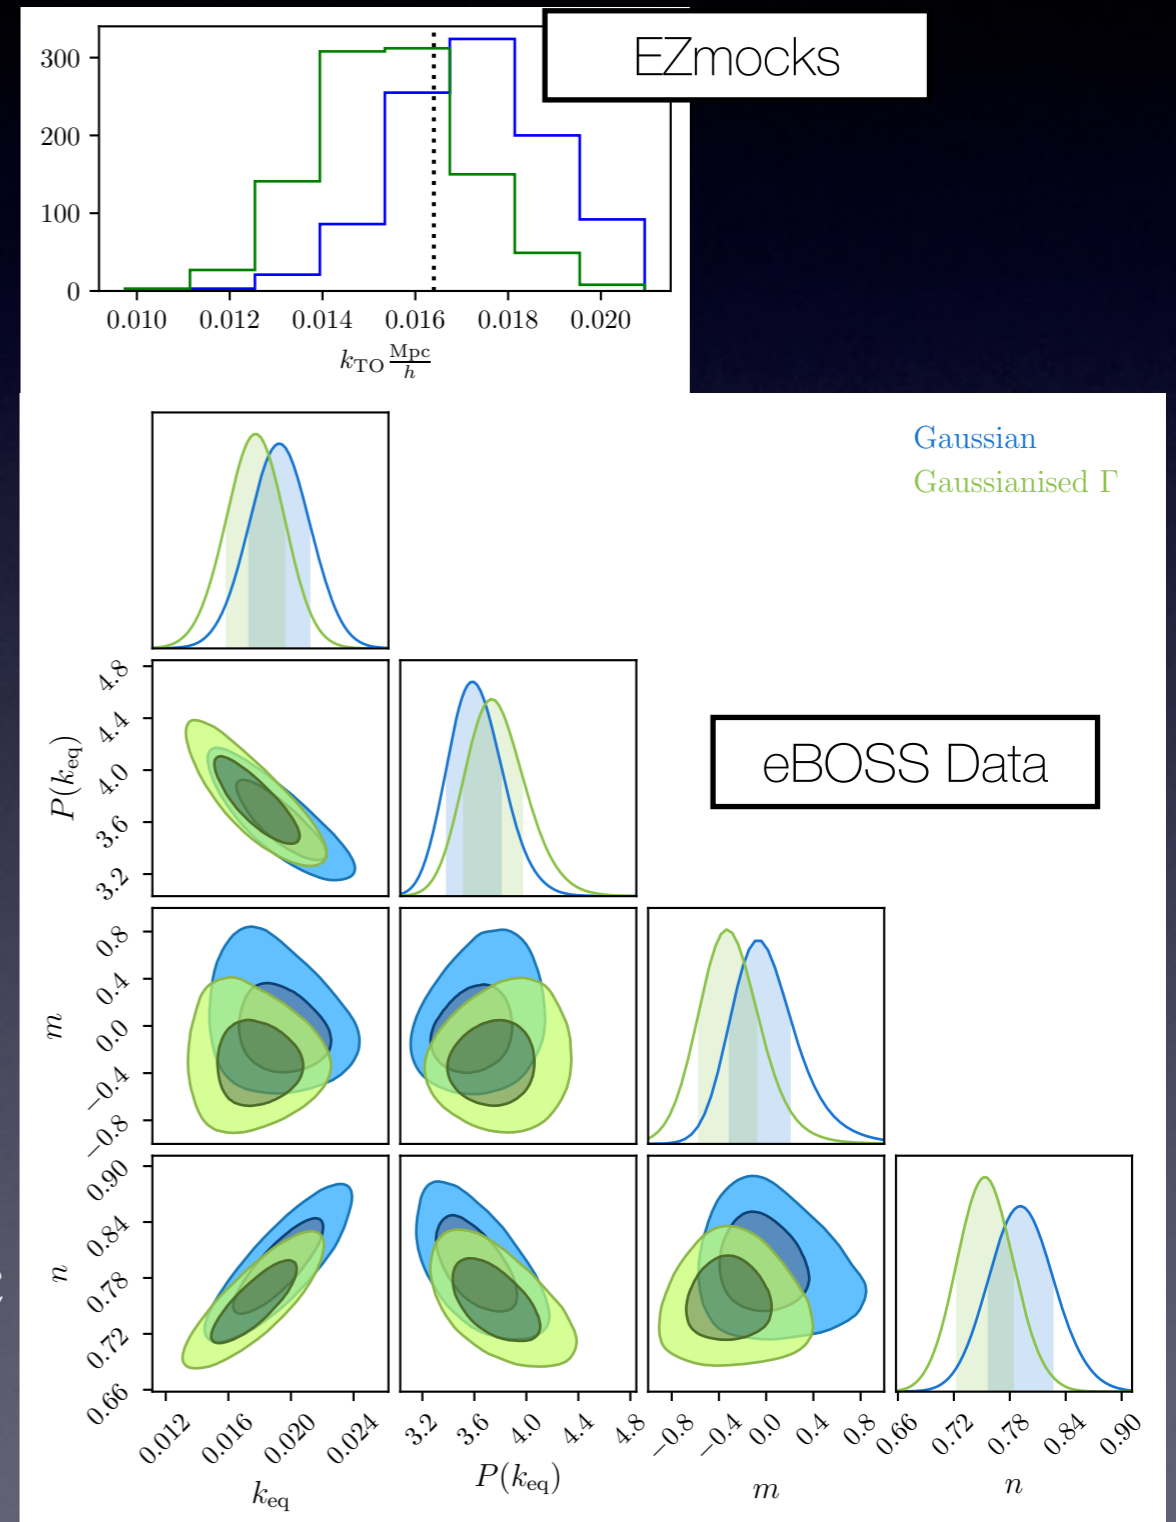 EZmocks
300
200
100
0
0.010 0.012 0.014 0.016 0.018 0.020
k_TO Mpc/h
Gaussian
Gaussianised Γ
eBOSS Data
4.8
4.4
4.0
3.6
3.2
P(k_eq)
0.8
0.4
0.0
−0.4
−0.8
m
0.90
0.84
0.78
0.72
0.66
n
0.012 0.016 0.020 0.024 3.2 3.6 4.0 4.4 4.8 −0.8 −0.4 0.0 0.4 0.8 0.66 0.72 0.78 0.84 0.90
k_eq P(k_eq) m n